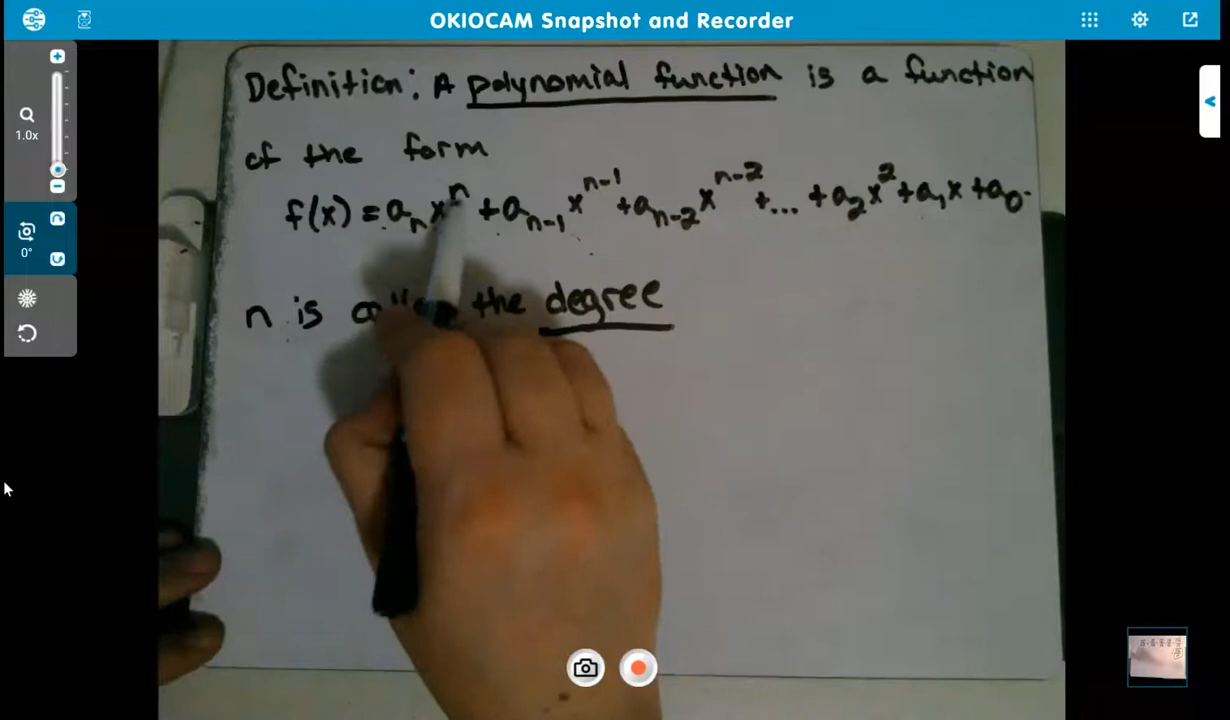 OKIOCAM Snapshot and Recorder
1.0x
0°
Definition: A polynomial function is a function
of the form
f(x) = aₙxⁿ + aₙ₋₁xⁿ⁻¹ + aₙ₋₂xⁿ⁻² + ... + a₂x² + a₁x + a₀.
n is called the degree